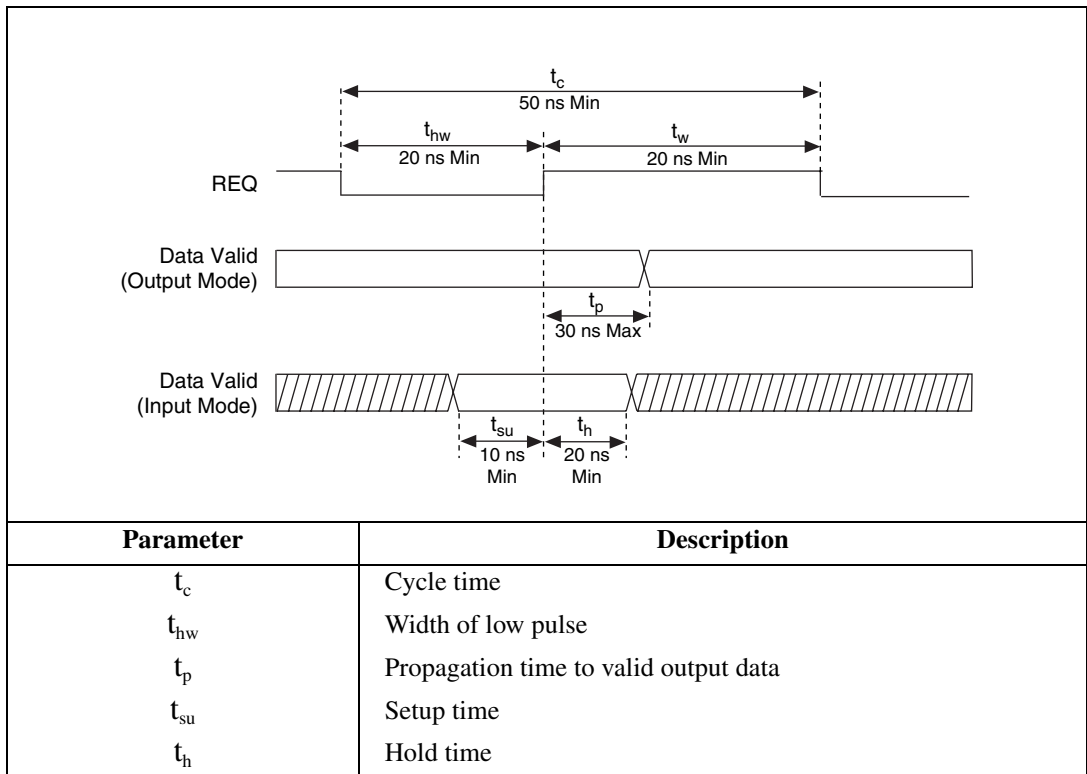 t_c
50 ns Min
t_hw
t_w
20 ns Min
20 ns Min
REQ
Data Valid
(Output Mode)
t_p
30 ns Max
Data Valid
(Input Mode)
t_su
t_h
10 ns
Min
20 ns
Min
Parameter Description
t_c Cycle time
t_hw Width of low pulse
t_p Propagation time to valid output data
t_su Setup time
t_h Hold time